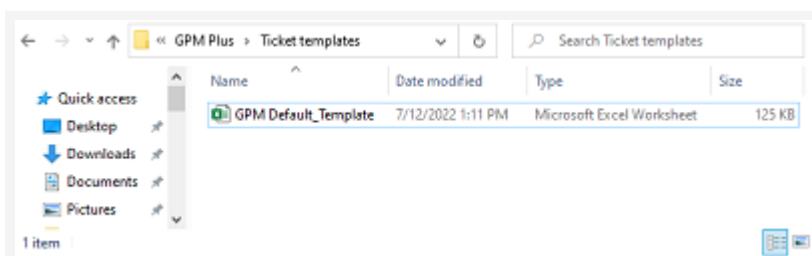 « GPM Plus › Ticket templates
Search Ticket templates
Name Date modified Type Size
Quick access
GPM Default_Template 7/12/2022 1:11 PM Microsoft Excel Worksheet 125 KB
Desktop
Downloads
Documents
Pictures
1 item